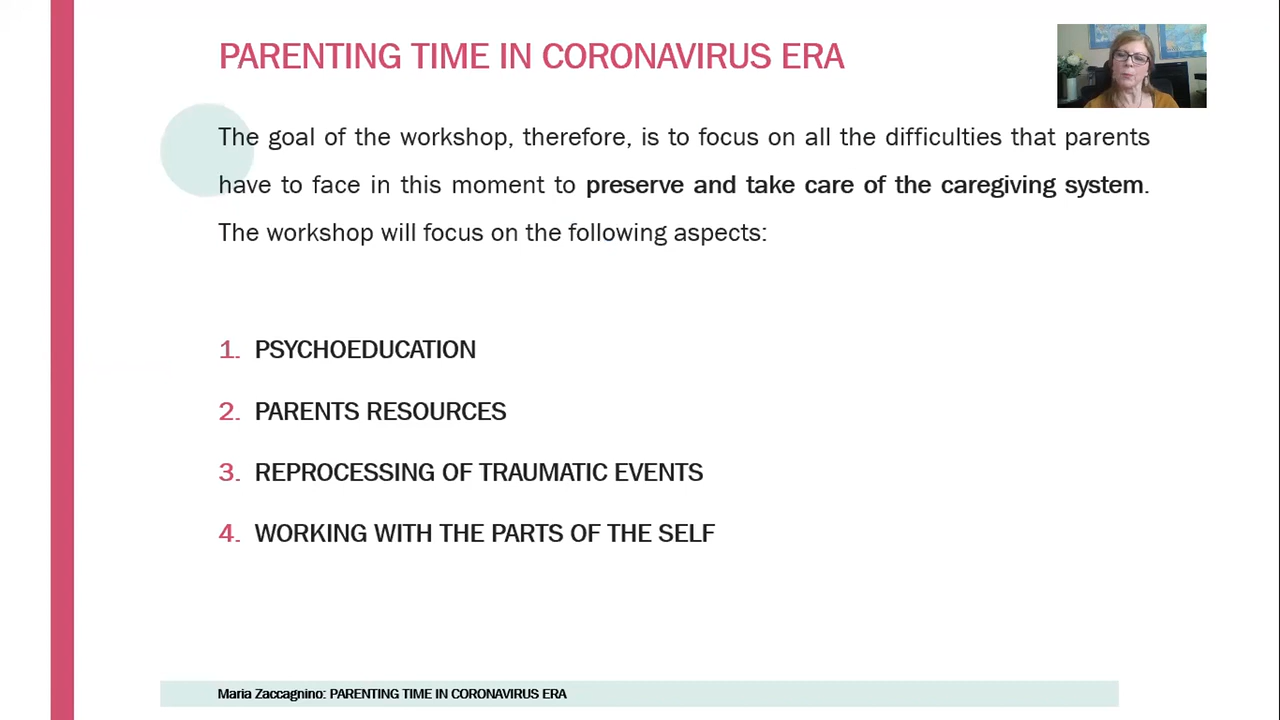 PARENTING TIME IN CORONAVIRUS ERA
The goal of the workshop, therefore, is to focus on all the difficulties that parents
have to face in this moment to preserve and take care of the caregiving system.
The workshop will focus on the following aspects:
1. PSYCHOEDUCATION
2. PARENTS RESOURCES
3. REPROCESSING OF TRAUMATIC EVENTS
4. WORKING WITH THE PARTS OF THE SELF
Maria Zaccagnino: PARENTING TIME IN CORONAVIRUS ERA